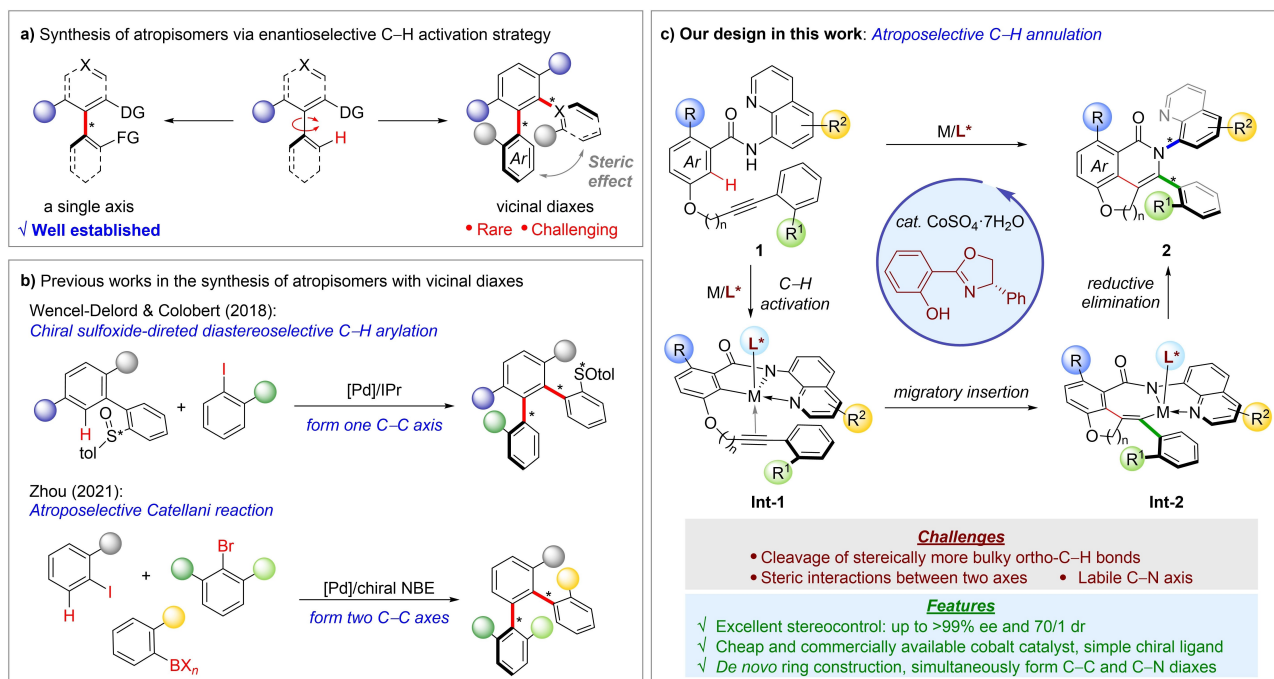 a) Synthesis of atropisomers via enantioselective C–H activation strategy
X
DG
*
FG
X
DG
H
*
X
*
Ar
Steric
effect
a single axis
√ Well established
vicinal diaxes
• Rare • Challenging
b) Previous works in the synthesis of atropisomers with vicinal diaxes
Wencel-Delord & Colobert (2018):
Chiral sulfoxide-direted diastereoselective C–H arylation
H
O
S*
tol
+
I
[Pd]/IPr
form one C–C axis
*
SOtol
*
*
Zhou (2021):
Atroposelective Catellani reaction
I
H
+
Br
BXn
[Pd]/chiral NBE
form two C–C axes
*
*
c) Our design in this work: Atroposelective C–H annulation
R
O
N
R2
Ar
N
H
H
O
( )n
R1
1
M/L*
cat. CoSO4·7H2O
O
N
Ph
OH
R
O
N
R2
Ar
N
*
*
O
( )n
R1
2
M/L*
C–H
activation
reductive
elimination
L*
R
O
N
M
N
R2
O
( )n
R1
Int-1
migratory insertion
L*
R
O
N
M
N
R2
O
( )n
R1
Int-2
Challenges
• Cleavage of stereically more bulky ortho-C–H bonds
• Steric interactions between two axes • Labile C–N axis
Features
√ Excellent stereocontrol: up to >99% ee and 70/1 dr
√ Cheap and commercially available cobalt catalyst, simple chiral ligand
√ De novo ring construction, simultaneously form C–C and C–N diaxes